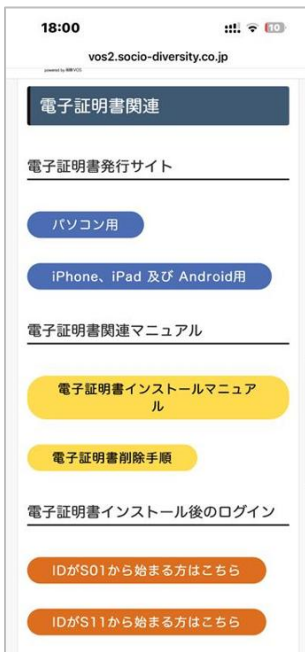 18:00
10
vos2.socio-diversity.co.jp
電子証明書関連
電子証明書発行サイト
パソコン用
iPhone、iPad 及び Android用
電子証明書関連マニュアル
電子証明書インストールマニュア
ル
電子証明書削除手順
電子証明書インストール後のログイン
IDがS01から始まる方はこちら
IDがS11から始まる方はこちら